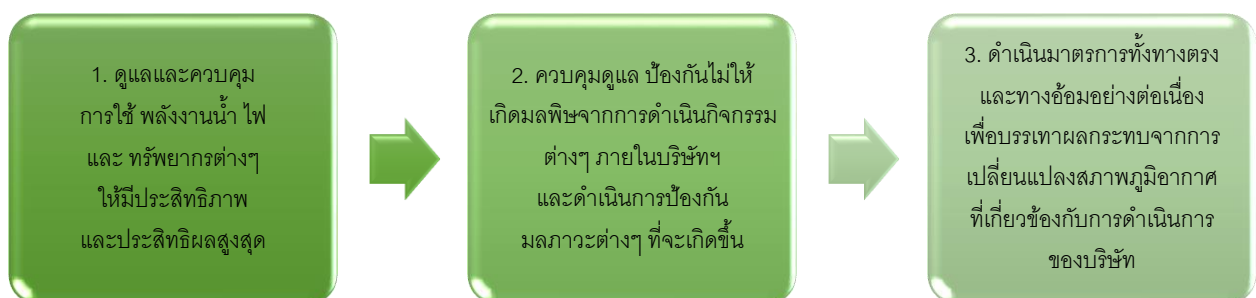 1. ดูแลและควบคุม
การใช้ พลังงานน้ำ ไฟ
และ ทรัพยากรต่างๆ
ให้มีประสิทธิภาพ
และประสิทธิผลสูงสุด
2. ควบคุมดูแล ป้องกันไม่ให้
เกิดมลพิษจากการดำเนินกิจกรรม
ต่างๆ ภายในบริษัทฯ
และดำเนินการป้องกัน
มลภาวะต่างๆ ที่จะเกิดขึ้น
3. ดำเนินมาตรการทั้งทางตรง
และทางอ้อมอย่างต่อเนื่อง
เพื่อบรรเทาผลกระทบจากการ
เปลี่ยนแปลงสภาพภูมิอากาศ
ที่เกี่ยวข้องกับการดำเนินการ
ของบริษัท